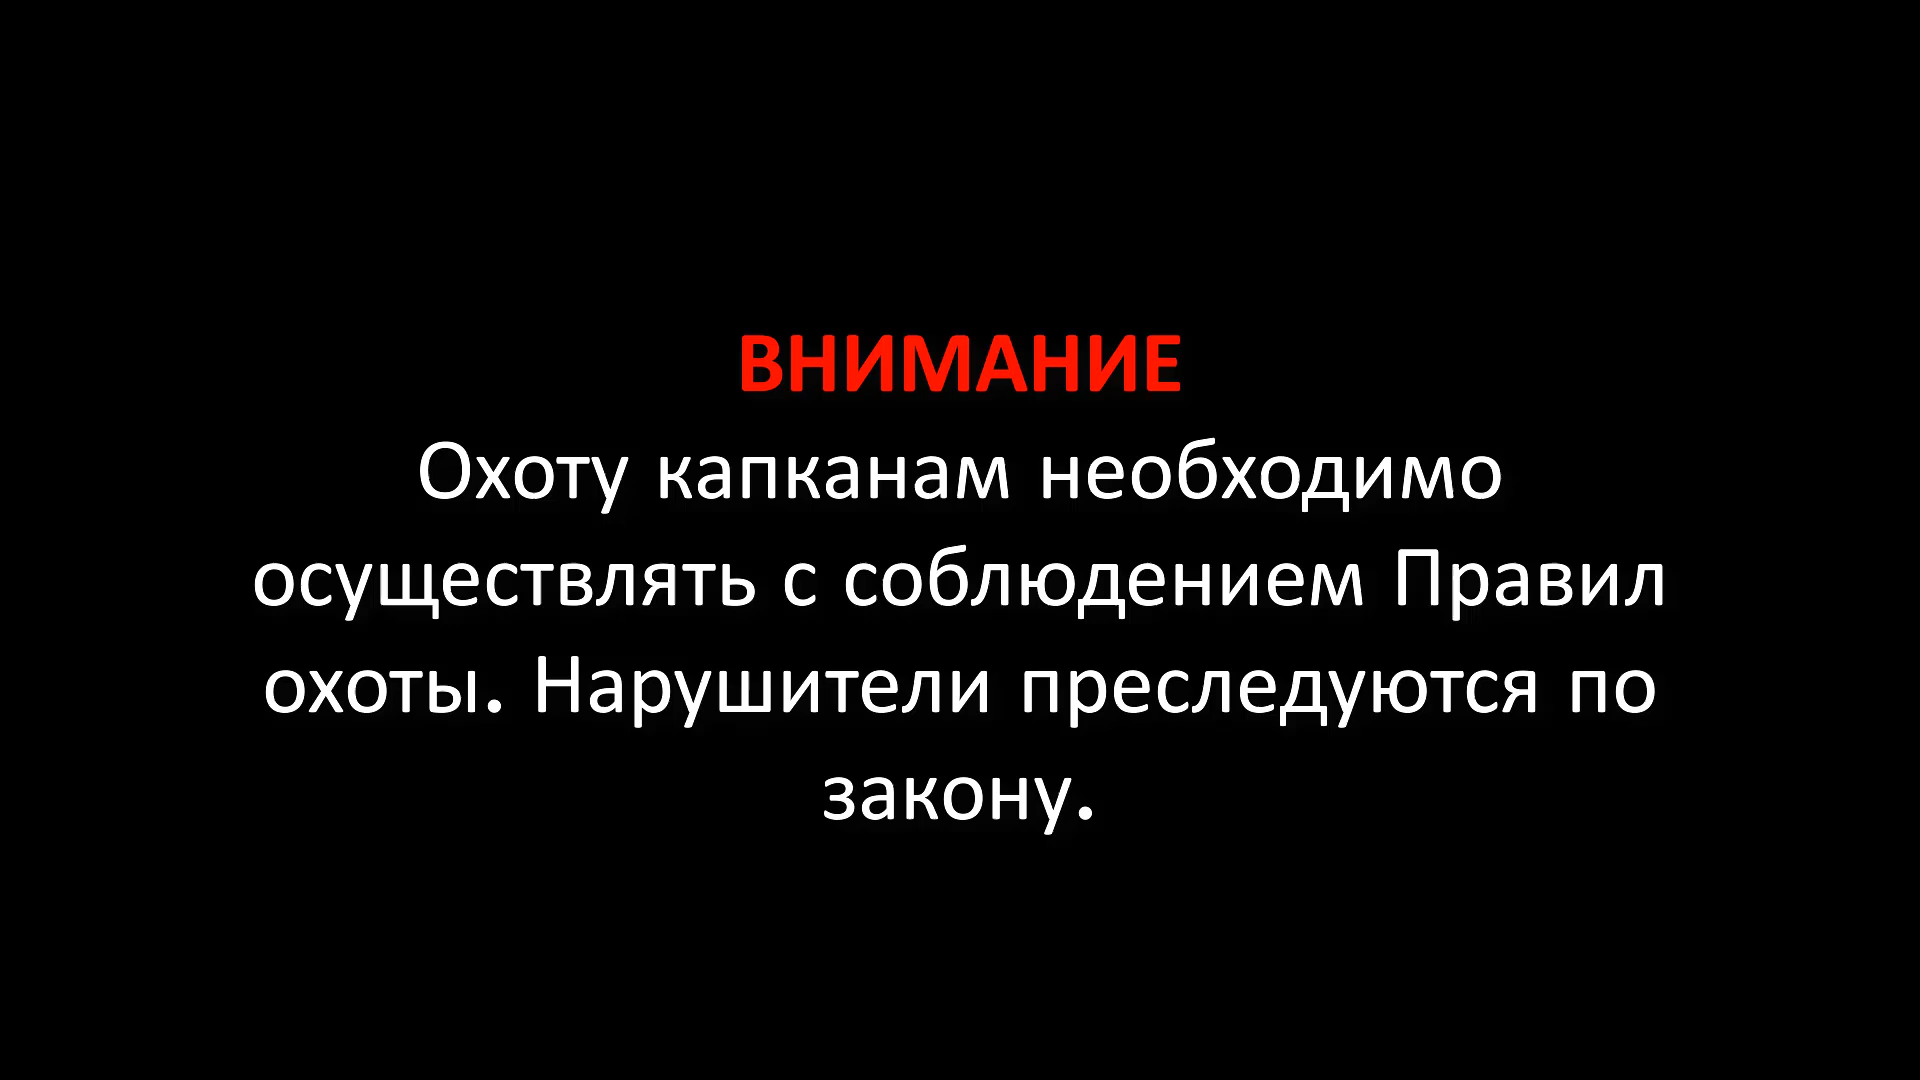 ВНИМАНИЕ
Охоту капканам необходимо
осуществлять с соблюдением Правил
охоты. Нарушители преследуются по
закону.